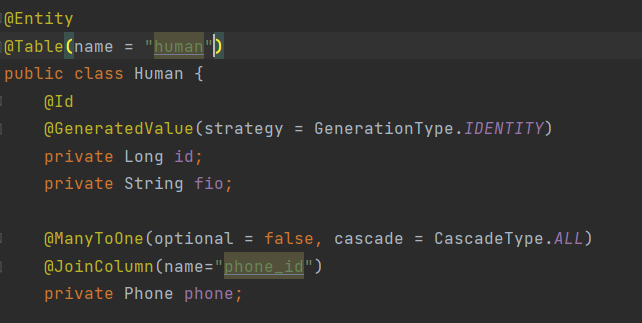 @Entity
@Table(name = "human")
public class Human {
@Id
@GeneratedValue(strategy = GenerationType.IDENTITY)
private Long id;
private String fio;
@ManyToOne(optional = false, cascade = CascadeType.ALL)
@JoinColumn(name="phone_id")
private Phone phone;